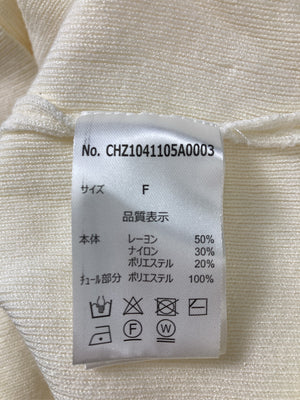 No. CHZ1041105A0003
サイズ F
品質表示
本体 レーヨン 50%
ナイロン 30%
ポリエステル 20%
ﾁｭｰﾙ部分 ポリエステル 100%
F W